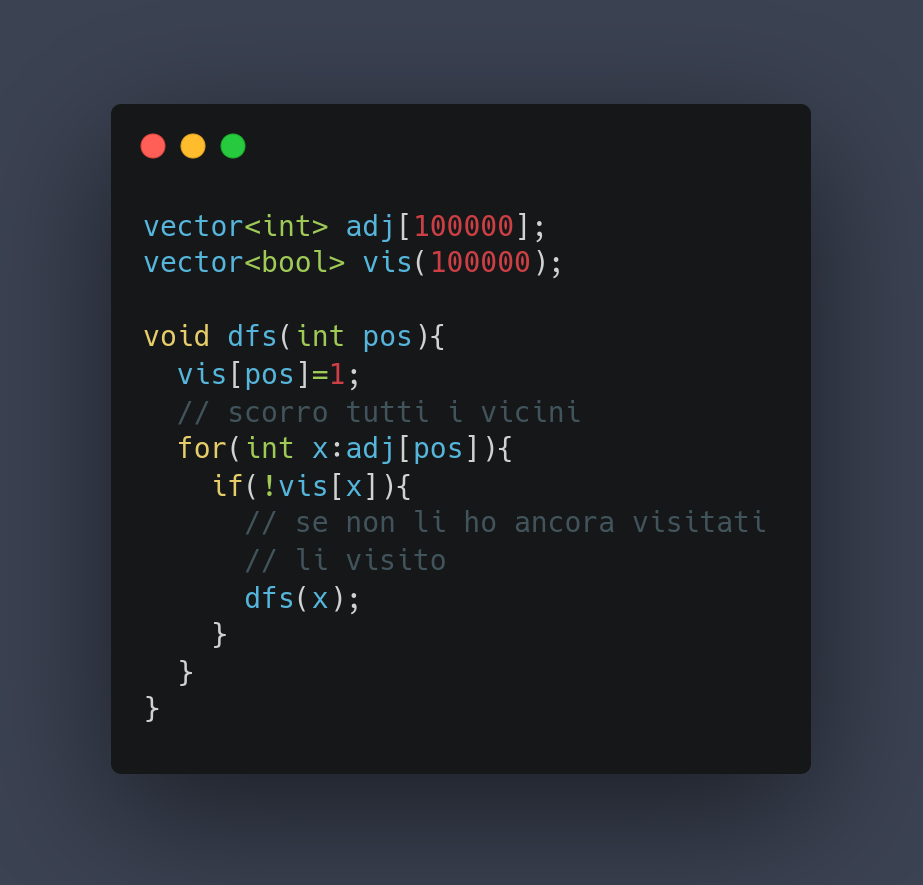 vector<int> adj[100000];
vector<bool> vis(100000);
void dfs(int pos){
  vis[pos]=1;
  // scorro tutti i vicini
  for(int x:adj[pos]){
    if(!vis[x]){
      // se non li ho ancora visitati
      // li visito
      dfs(x);
    }
  }
}